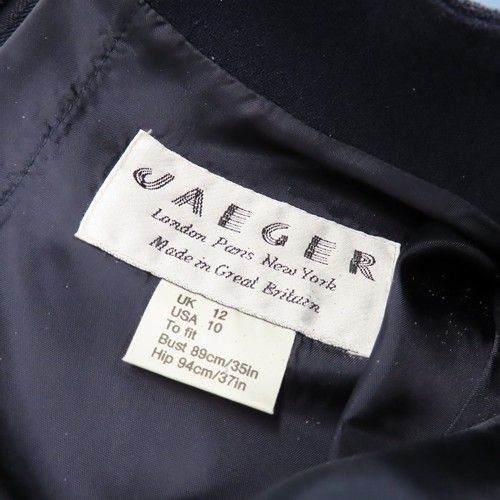 JAEGER
London Paris New York
Made in Great Britain
UK 12
USA 10
To fit
Bust 89cm/35in
Hip 94cm/37in